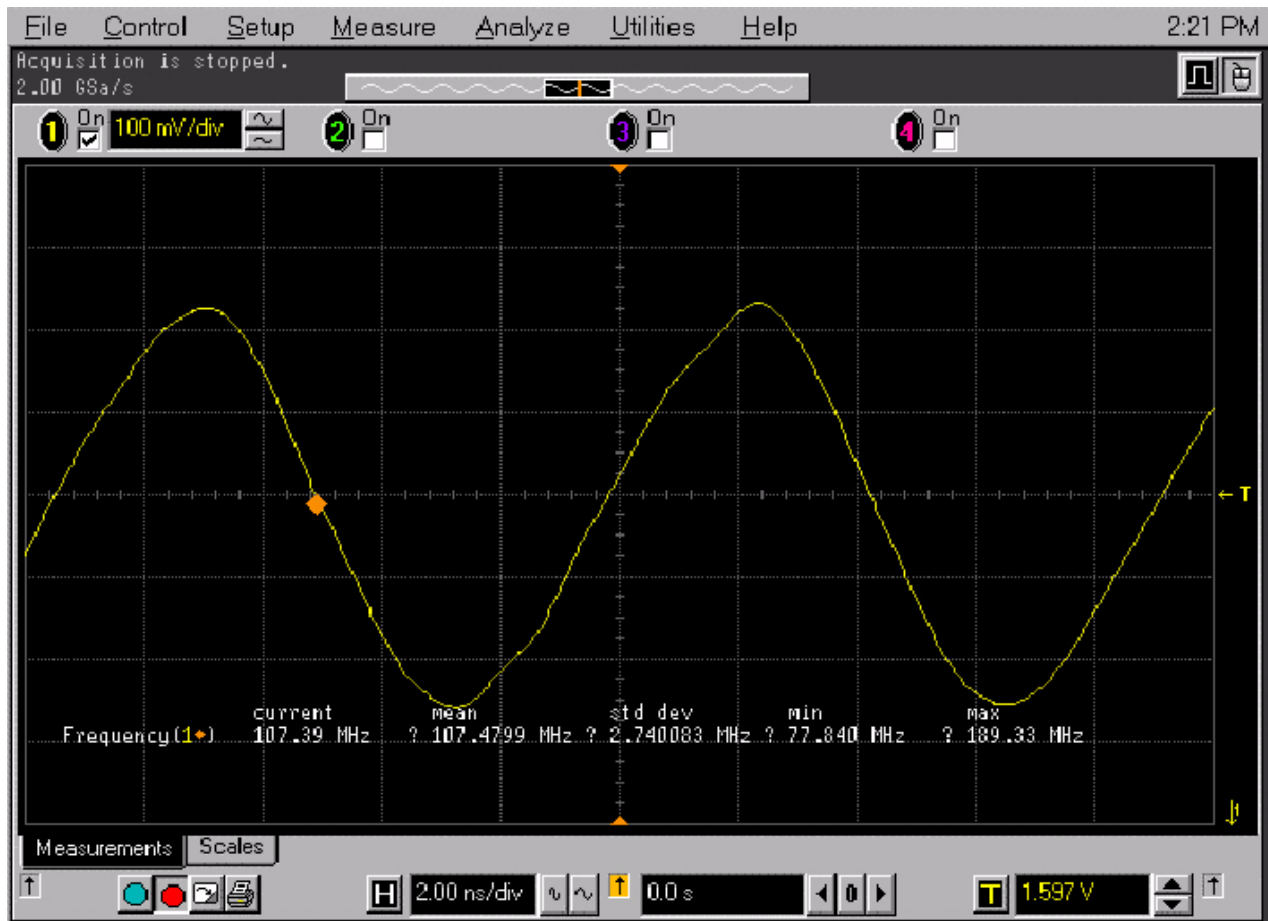 File Control Setup Measure Analyze Utilities Help 2:21 PM
Acquisition is stopped.
2.00 GSa/s
1 On 100 mV/div 2 On 3 On 4 On
T
current mean std dev min max
Frequency(1) 107.39 MHz ? 107.4799 MHz ? 2.740083 MHz ? 77.840 MHz ? 189.33 MHz
Measurements Scales
H 2.00 ns/div 0.0 s 0 T 1.597 V